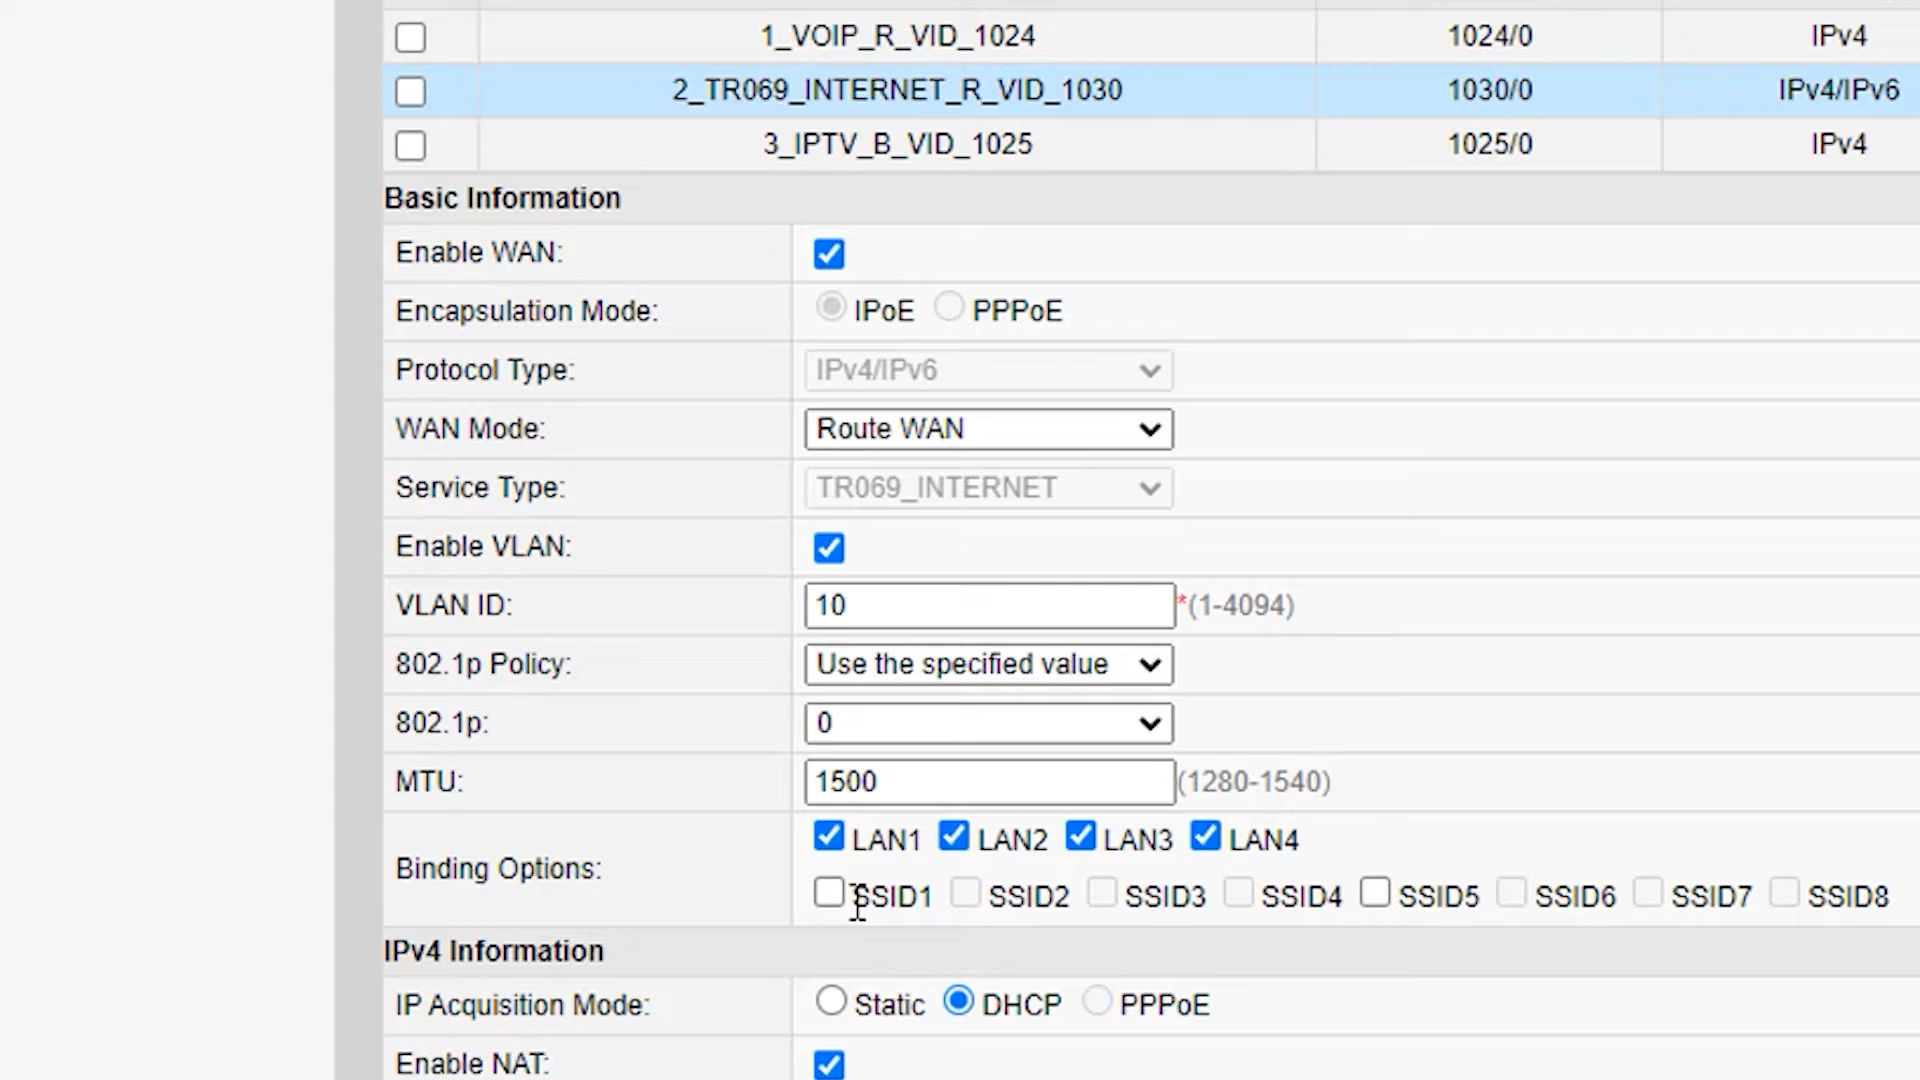 1_VOIP_R_VID_1024 1024/0 IPv4
2_TR069_INTERNET_R_VID_1030 1030/0 IPv4/IPv6
3_IPTV_B_VID_1025 1025/0 IPv4
Basic Information
Enable WAN:
Encapsulation Mode: IPoE PPPoE
Protocol Type: IPv4/IPv6
WAN Mode: Route WAN
Service Type: TR069_INTERNET
Enable VLAN:
VLAN ID: 10 *(1-4094)
802.1p Policy: Use the specified value
802.1p: 0
MTU: 1500 (1280-1540)
Binding Options: LAN1 LAN2 LAN3 LAN4
SSID1 SSID2 SSID3 SSID4 SSID5 SSID6 SSID7 SSID8
IPv4 Information
IP Acquisition Mode: Static DHCP PPPoE
Enable NAT: